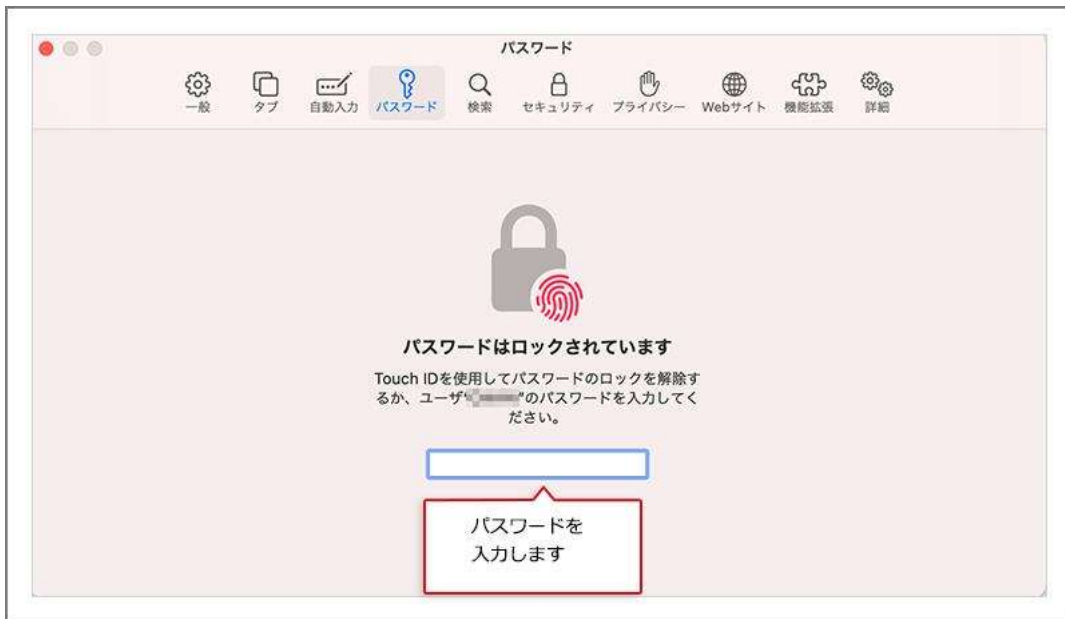 パスワード
一般 タブ 自動入力 パスワード 検索 セキュリティ プライバシー Webサイト 機能拡張 詳細
パスワードはロックされています
Touch IDを使用してパスワードのロックを解除す
るか、ユーザ“ ”のパスワードを入力してく
ださい。
パスワードを
入力します